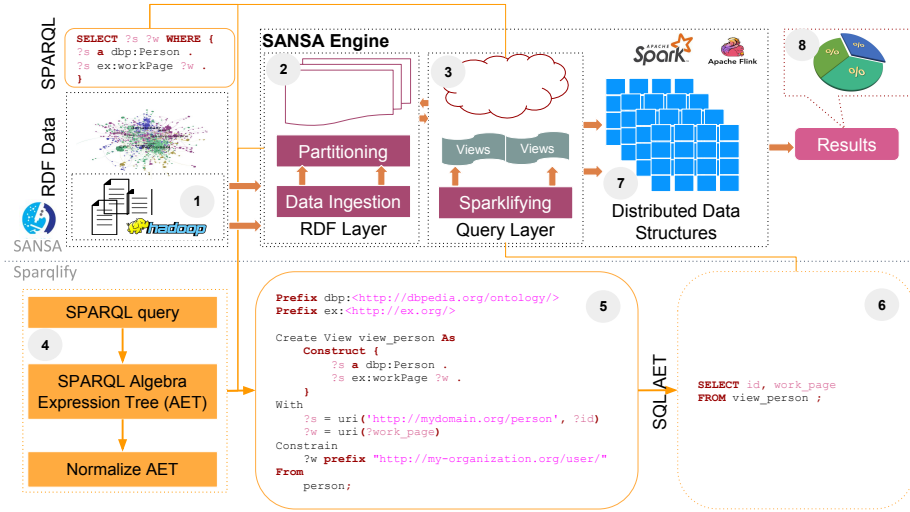 SPARQL
SELECT ?s ?w WHERE {
?s a dbp:Person .
?s ex:workPage ?w .
}
RDF Data
1
hadoop
SANSA
SANSA Engine
2
Partitioning
Data Ingestion
RDF Layer
3
Views
Views
Sparklifying
Query Layer
APACHE
Spark
Apache Flink
7
Distributed Data
Structures
8
%
%
%
Results
Sparqlify
SPARQL query
4
SPARQL Algebra
Expression Tree (AET)
Normalize AET
5
Prefix dbp:<http://dbpedia.org/ontology/>
Prefix ex:<http://ex.org/>
Create View view_person As
Construct {
?s a dbp:Person .
?s ex:workPage ?w .
}
With
?s = uri('http://mydomain.org/person', ?id)
?w = uri(?work_page)
Constrain
?w prefix "http://my-organization.org/user/"
From
person;
SQL AET
6
SELECT id, work_page
FROM view_person ;